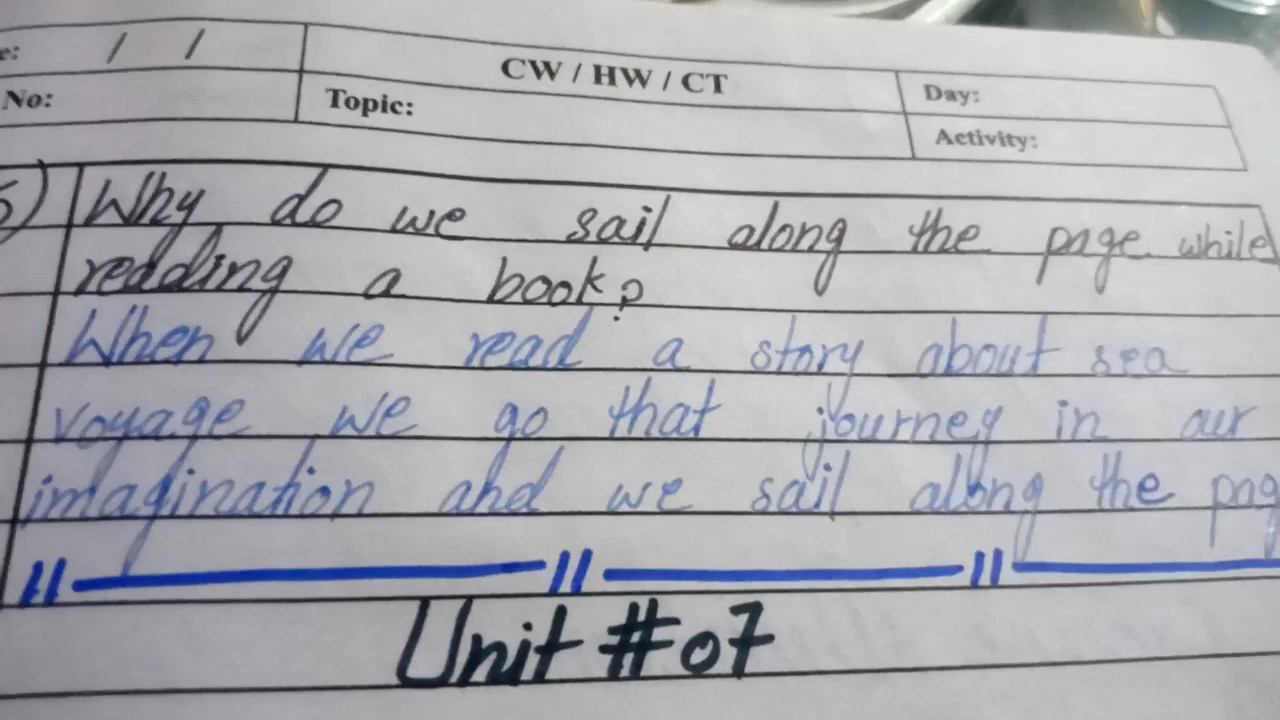 e: / /
CW / HW / CT
Day:
No:
Topic:
Activity:
5) Why do we sail along the page while
reading a book?
When we read a story about sea
voyage we go that journey in our
imagination and we sail along the pag
Unit #07